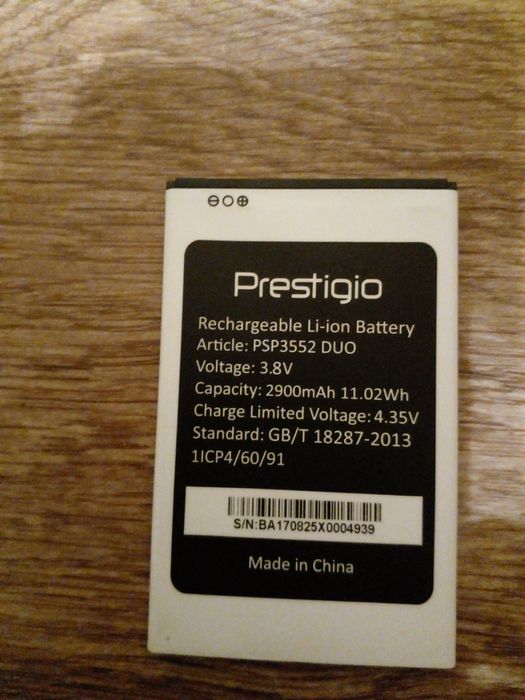 ⊖○⊕
Prestigio
Rechargeable Li-ion Battery
Article: PSP3552 DUO
Voltage: 3.8V
Capacity: 2900mAh 11.02Wh
Charge Limited Voltage: 4.35V
Standard: GB/T 18287-2013
1ICP4/60/91
S/N:BA170825X0004939
Made in China